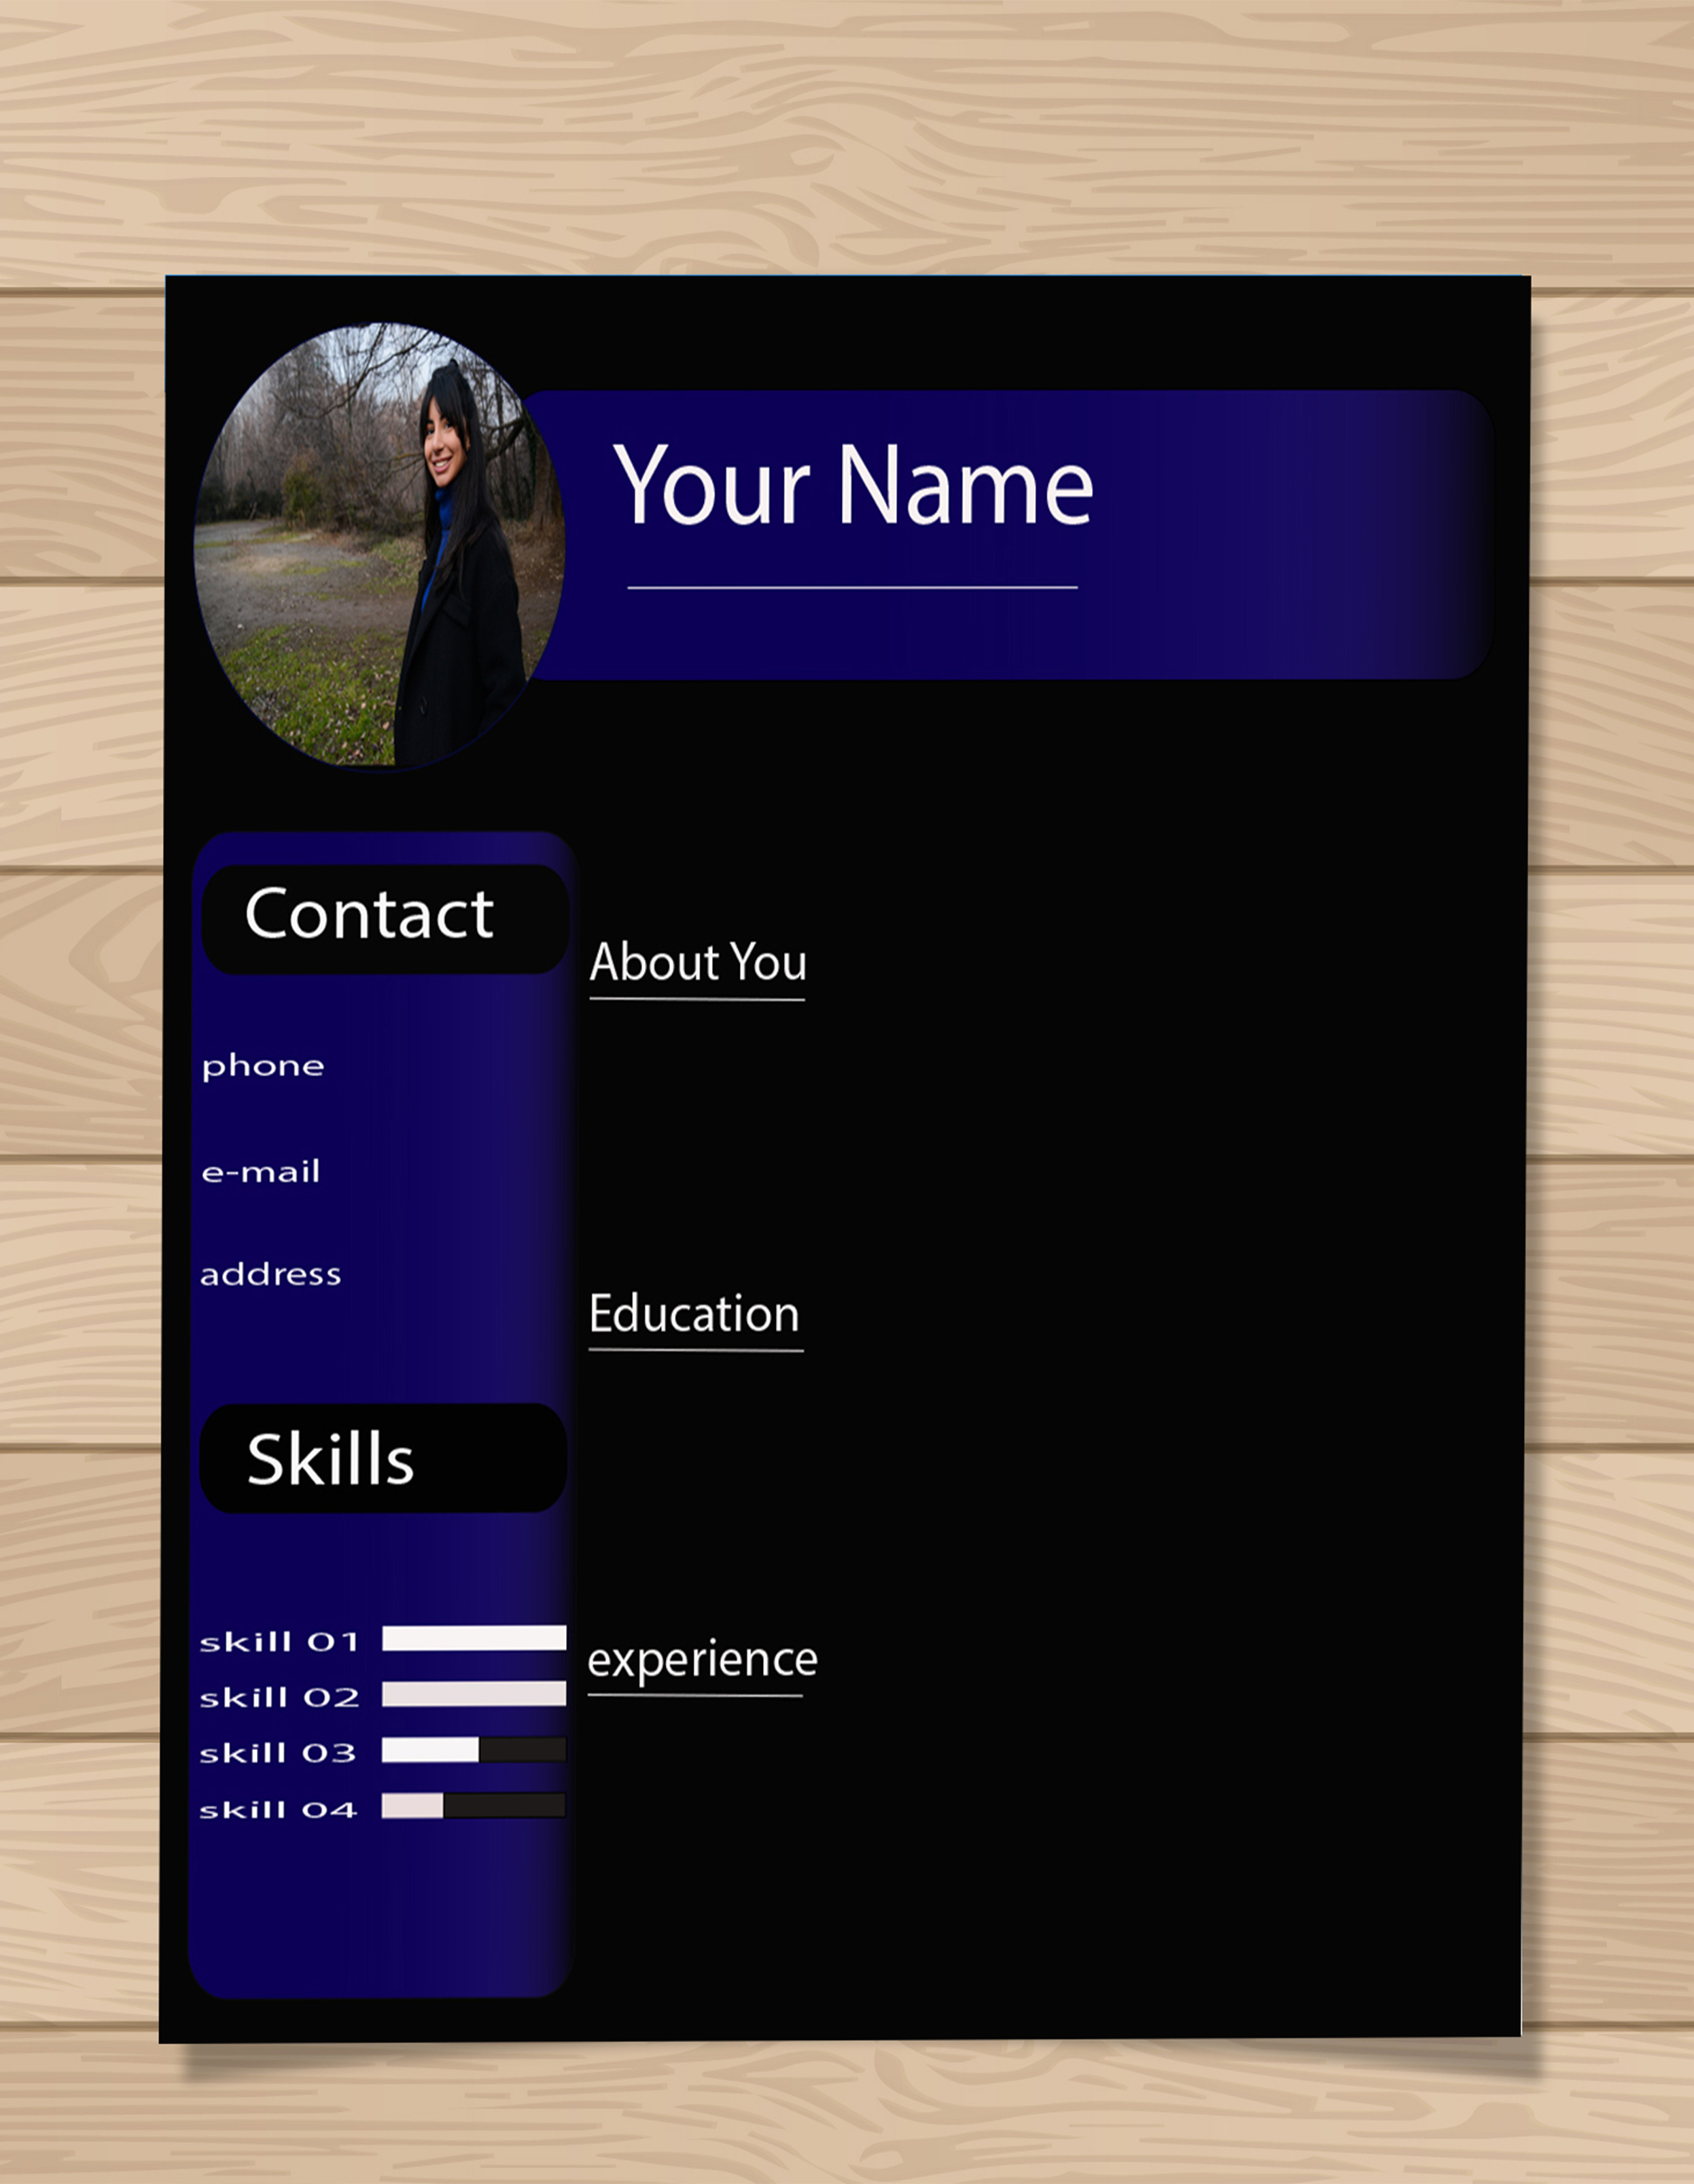 Your Name
Contact
phone
e-mail
address
Skills
skill 01
skill 02
skill 03
skill 04
About You
Education
experience